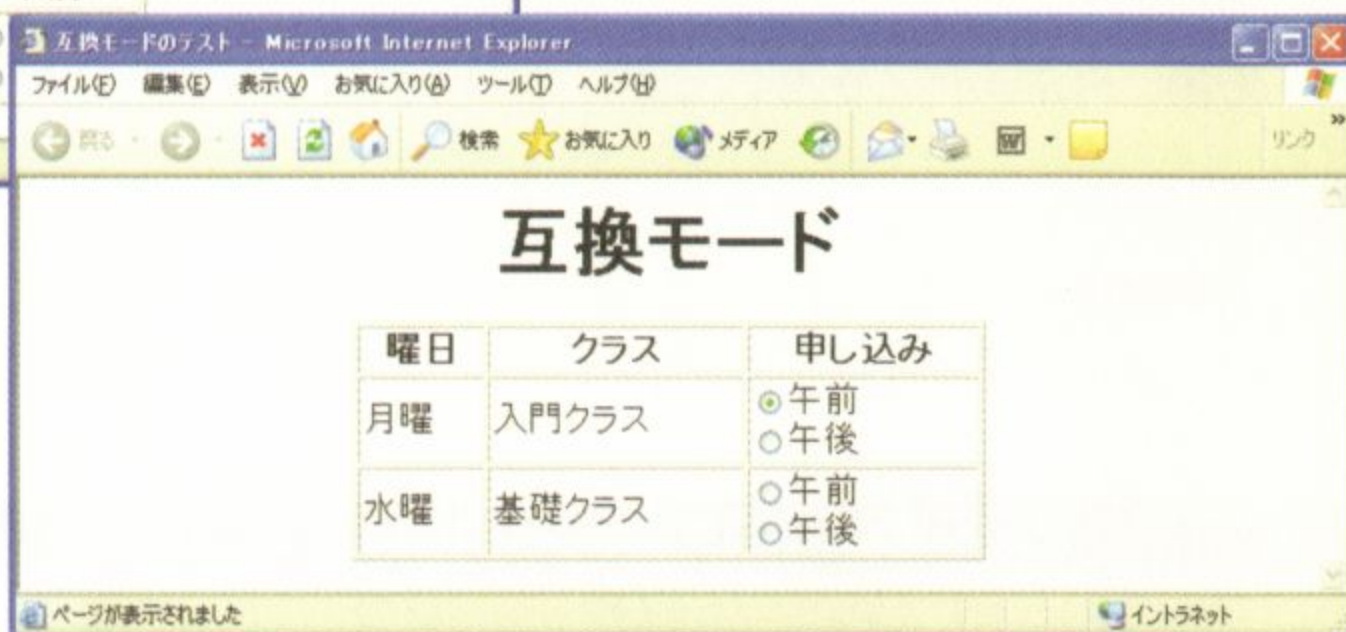 互換モードのテスト - Microsoft Internet Explorer
ファイル(F) 編集(E) 表示(V) お気に入り(A) ツール(T) ヘルプ(H)
戻る 検索 お気に入り メディア W リンク »
互換モード
曜日 クラス 申し込み
月曜 入門クラス 午前
午後
水曜 基礎クラス 午前
午後
ページが表示されました イントラネット